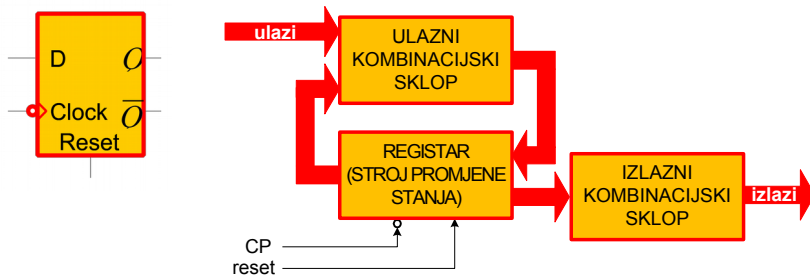 D Q
Clock Q̅
Reset
ulazi
ULAZNI
KOMBINACIJSKI
SKLOP
REGISTAR
(STROJ PROMJENE
STANJA)
IZLAZNI
KOMBINACIJSKI
SKLOP
izlazi
CP
reset